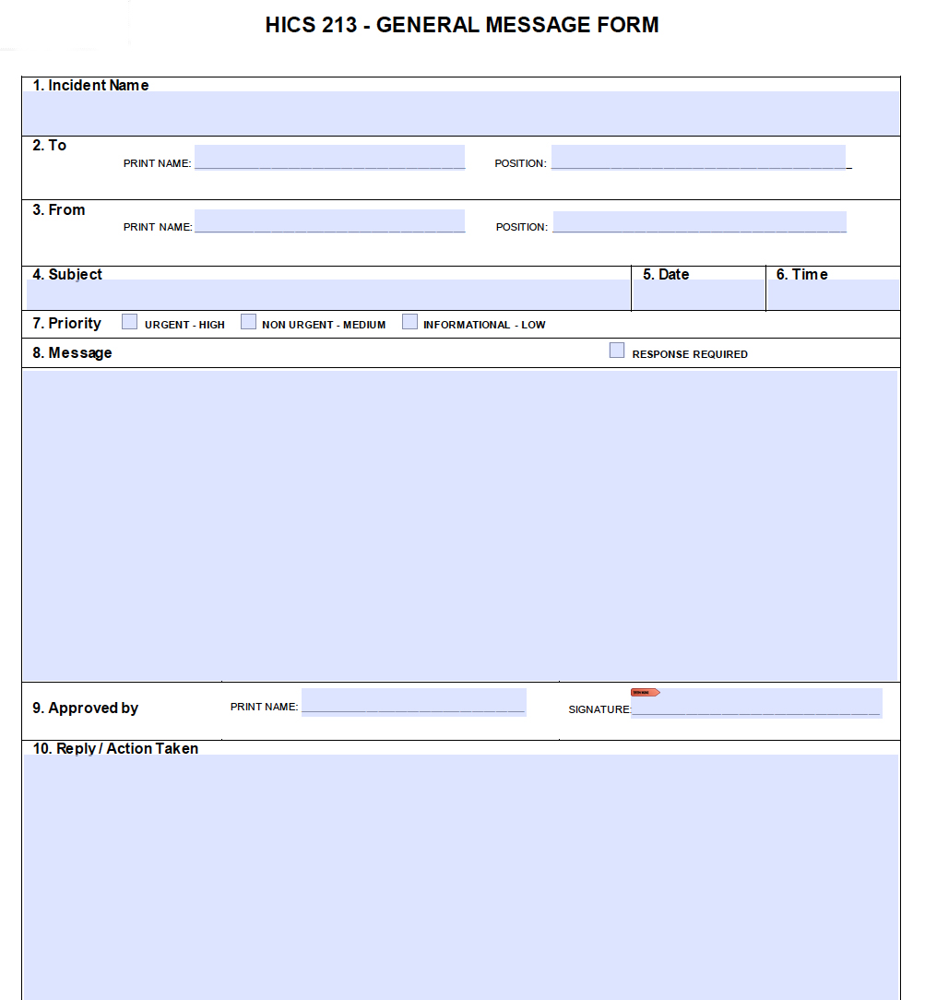 HICS 213 - GENERAL MESSAGE FORM
1. Incident Name
2. To
PRINT NAME: POSITION:
3. From
PRINT NAME: POSITION:
4. Subject 5. Date 6. Time
7. Priority URGENT - HIGH NON URGENT - MEDIUM INFORMATIONAL - LOW
8. Message RESPONSE REQUIRED
9. Approved by PRINT NAME: SIGNATURE:
10. Reply / Action Taken